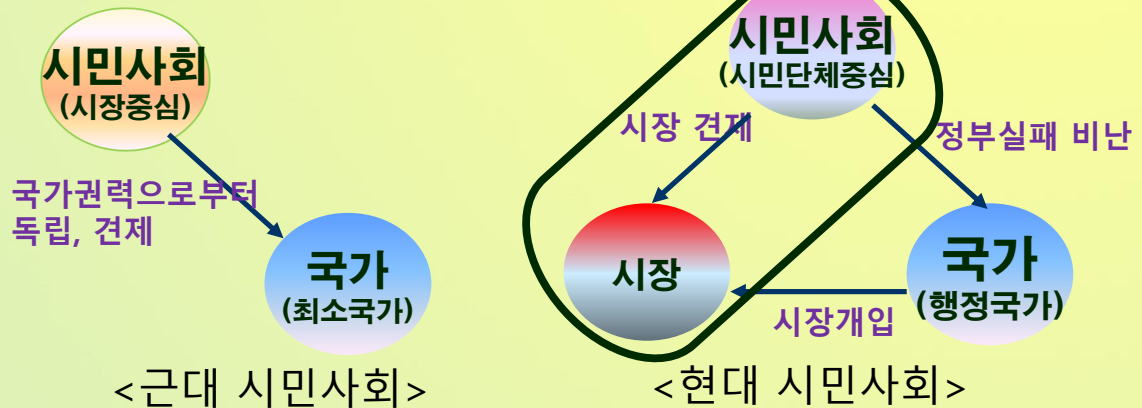 시민사회
(시장중심)
국가권력으로부터
독립, 견제
국가
(최소국가)
<근대 시민사회>
시민사회
(시민단체중심)
시장 견제
정부실패 비난
시장
국가
(행정국가)
시장개입
<현대 시민사회>